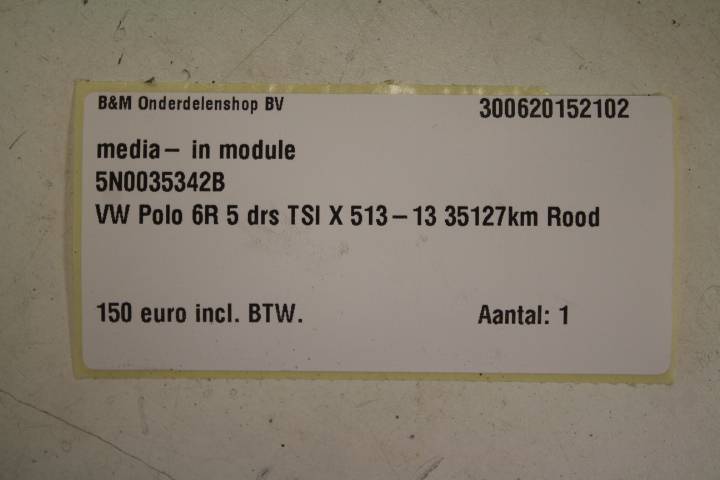 B&M Onderdelenshop BV 300620152102
media- in module
5N0035342B
VW Polo 6R 5 drs TSI X 513-13 35127km Rood
150 euro incl. BTW. Aantal: 1